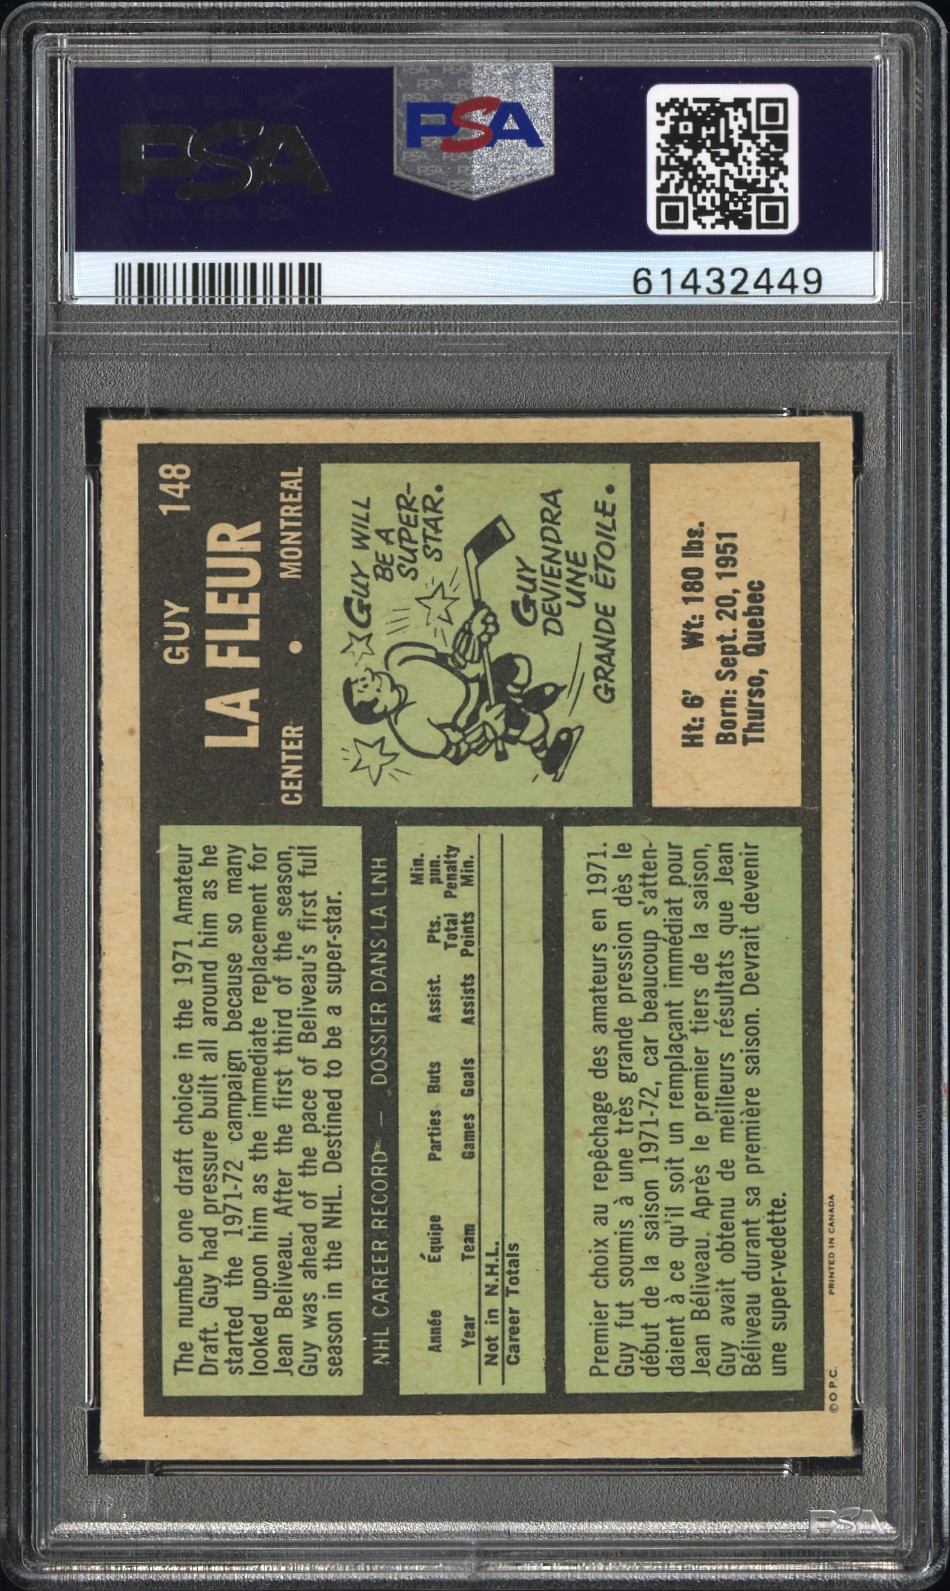 PSA
PSA
61432449
GUY 148
LA FLEUR
CENTER • MONTREAL
The number one draft choice in the 1971 Amateur
Draft. Guy had pressure built all around him as he
started the 1971-72 campaign because so many
looked upon him as the immediate replacement for
Jean Beliveau. After the first third of the season,
Guy was ahead of the pace of Beliveau's first full
season in the NHL. Destined to be a super-star.
GUY WILL
BE A
SUPER-
STAR.
GUY
DEVIENDRA
UNE
GRANDE ÉTOILE.
NHL CAREER RECORD — DOSSIER DANS LA LNH
Année Équipe Parties Buts Assist. Pts. Min. pun.
Year Team Games Goals Assists Total Points Penalty Min.
Not in N.H.L.
Career Totals
Ht: 6' Wt: 180 lbs.
Born: Sept. 20, 1951
Thurso, Quebec
Premier choix au repêchage des amateurs en 1971.
Guy fut soumis à une très grande pression dès le
début de la saison 1971-72, car beaucoup s'atten-
daient à ce qu'il soit un remplaçant immédiat pour
Jean Béliveau. Après le premier tiers de la saison,
Guy avait obtenu de meilleurs résultats que Jean
Béliveau durant sa première saison. Devrait devenir
une super-vedette.
© O.P.C. PRINTED IN CANADA
PSA